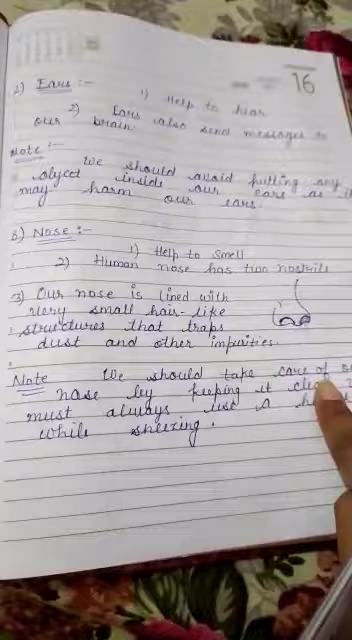 16
2) Ears :-
1) Help to hear
2) Ears also send messages to
our brain.
Note :-
We should avoid putting any
object inside our ears as it
may harm our ears.
3) Nose :-
1) Help to smell
2) Human nose has two nostrils
3) Our nose is lined with
very small hair-like
structures that traps
dust and other impurities.
Note We should take care of
nose by keeping it
must always use a
while sneezing.